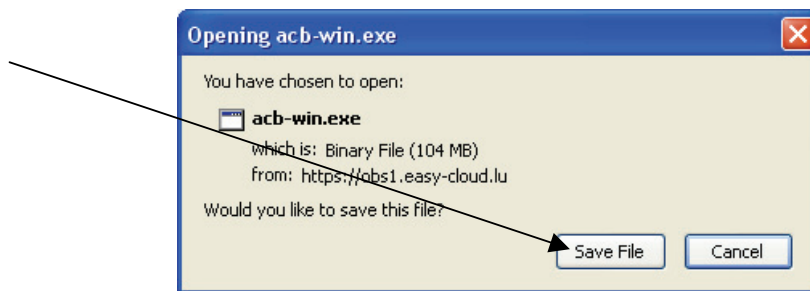 Opening acb-win.exe
You have chosen to open:
acb-win.exe
which is: Binary File (104 MB)
from: https://obs1.easy-cloud.lu
Would you like to save this file?
Save File Cancel